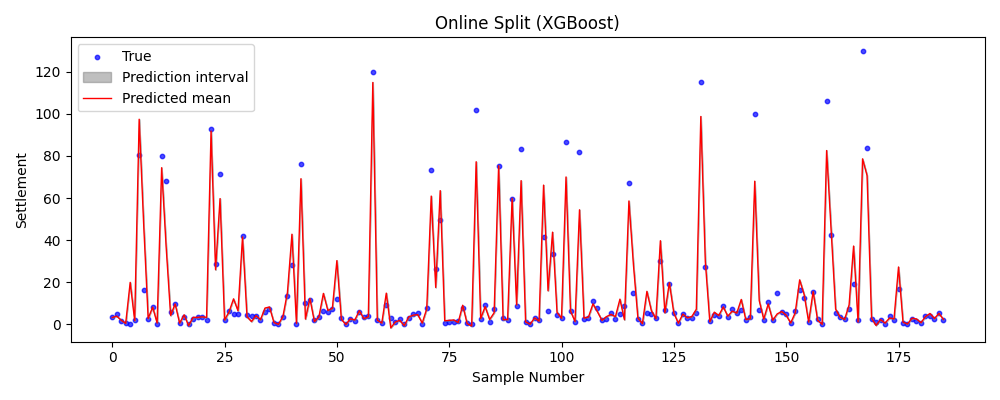 Online Split (XGBoost)
True
Prediction interval
Predicted mean
Settlement
120
100
80
60
40
20
0
0 25 50 75 100 125 150 175
Sample Number